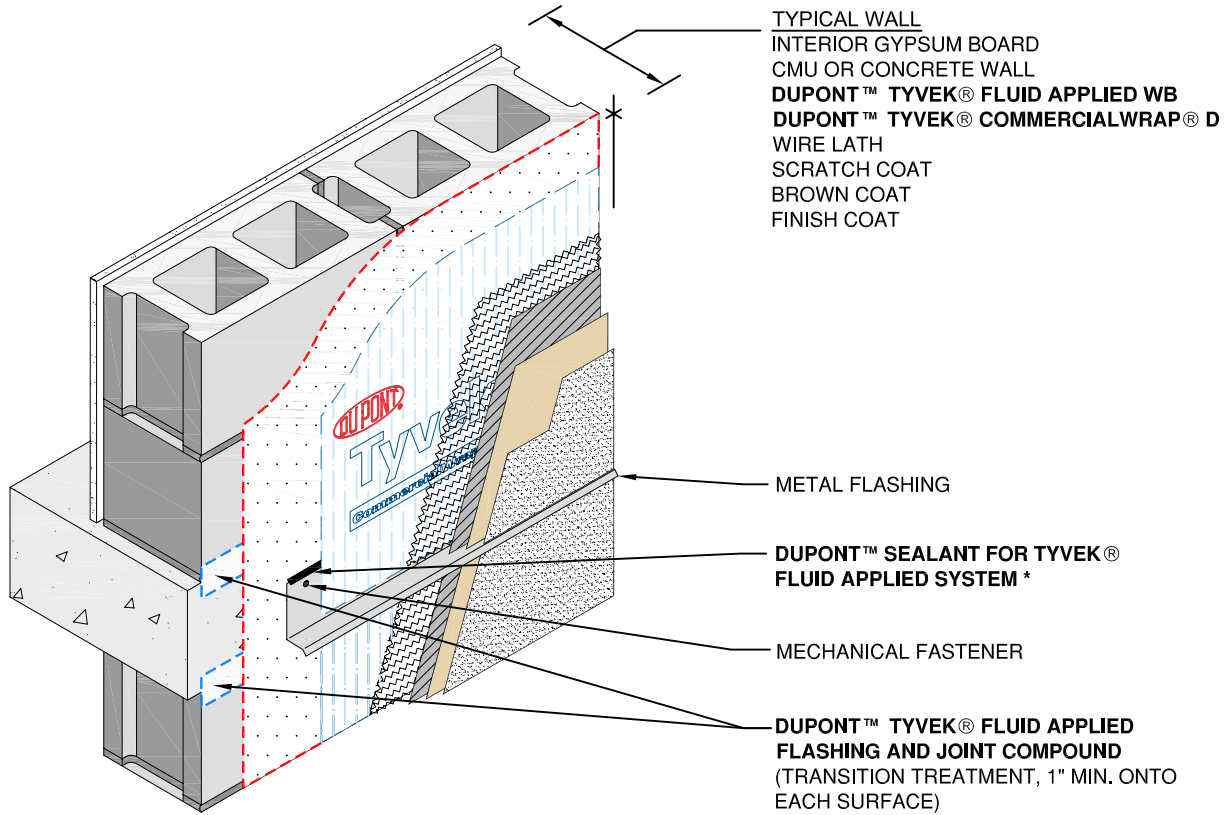 TYPICAL WALL
INTERIOR GYPSUM BOARD
CMU OR CONCRETE WALL
DUPONT™ TYVEK® FLUID APPLIED WB
DUPONT™ TYVEK® COMMERCIALWRAP® D
WIRE LATH
SCRATCH COAT
BROWN COAT
FINISH COAT
DUPONT®
Tyve
CommercialWrap
METAL FLASHING
DUPONT™ SEALANT FOR TYVEK®
FLUID APPLIED SYSTEM *
MECHANICAL FASTENER
DUPONT™ TYVEK® FLUID APPLIED
FLASHING AND JOINT COMPOUND
(TRANSITION TREATMENT, 1" MIN. ONTO
EACH SURFACE)